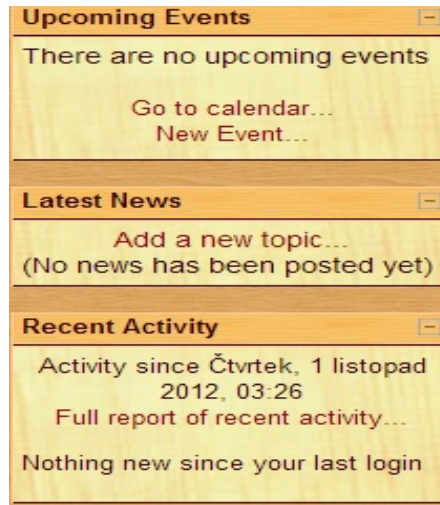 Upcoming Events
There are no upcoming events
Go to calendar...
New Event...
Latest News
Add a new topic...
(No news has been posted yet)
Recent Activity
Activity since Čtvrtek, 1 listopad
2012, 03:26
Full report of recent activity...
Nothing new since your last login